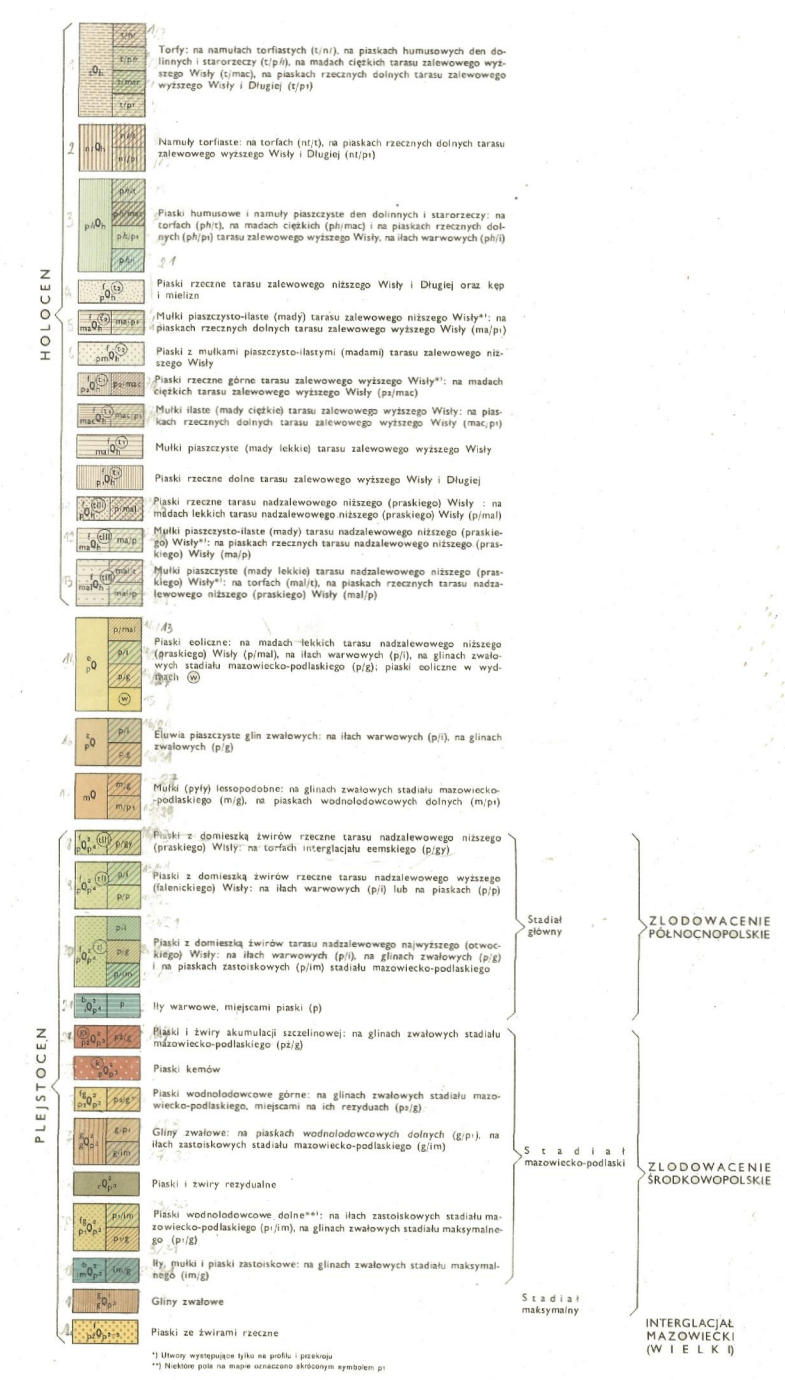 HOLOCEN
Torfy: na namułach torfiastych (t/nt), na piaskach humusowych den do-
linnych i starorzeczy (t/ph), na madach ciężkich tarasu zalewowego wyż-
szego Wisły (t/mac), na piaskach rzecznych dolnych tarasu zalewowego
wyższego Wisły i Długiej (t/p₁)
Namuły torfiaste: na torfach (nt/t), na piaskach rzecznych dolnych tarasu
zalewowego wyższego Wisły i Długiej (nt/p₁)
Piaski humusowe i namuły piaszczyste den dolinnych i starorzeczy: na
torfach (ph/t), na madach ciężkich (ph/mac) i na piaskach rzecznych dol-
nych (ph/p₁) tarasu zalewowego wyższego Wisły, na iłach warwowych (ph/i)
Piaski rzeczne tarasu zalewowego niższego Wisły i Długiej oraz kęp
i mielizn
Mułki piaszczysto-ilaste (mady) tarasu zalewowego niższego Wisły*⁾: na
piaskach rzecznych dolnych tarasu zalewowego wyższego Wisły (ma/p₁)
Piaski z mułkami piaszczysto-ilastymi (madami) tarasu zalewowego niż-
szego Wisły
Piaski rzeczne górne tarasu zalewowego wyższego Wisły*⁾: na madach
ciężkich tarasu zalewowego wyższego Wisły (p₂/mac)
Mułki ilaste (mady ciężkie) tarasu zalewowego wyższego Wisły: na pias-
kach rzecznych dolnych tarasu zalewowego wyższego Wisły (mac/p₁)
Mułki piaszczyste (mady lekkie) tarasu zalewowego wyższego Wisły
Piaski rzeczne dolne tarasu zalewowego wyższego Wisły i Długiej
Piaski rzeczne tarasu nadzalewowego niższego (praskiego) Wisły : na
madach lekkich tarasu nadzalewowego niższego (praskiego) Wisły (p/mal)
Mułki piaszczysto-ilaste (mady) tarasu nadzalewowego niższego (praskie-
go) Wisły*⁾: na piaskach rzecznych tarasu nadzalewowego niższego (pras-
kiego) Wisły (ma/p)
Mułki piaszczyste (mady lekkie) tarasu nadzalewowego niższego (pras-
kiego) Wisły*⁾: na torfach (mal/t), na piaskach rzecznych tarasu nadza-
lewowego niższego (praskiego) Wisły (mal/p)
Piaski eoliczne: na madach lekkich tarasu nadzalewowego niższego
(praskiego) Wisły (p/mal), na iłach warwowych (p/i), na glinach zwało-
wych stadiału mazowiecko-podlaskiego (p/g); piaski eoliczne w wyd-
mach (w)
Eluwia piaszczyste glin zwałowych: na iłach warwowych (p/i), na glinach
zwałowych (p/g)
Mułki (pyły) lessopodobne: na glinach zwałowych stadiału mazowiecko-
-podlaskiego (m/g), na piaskach wodnolodowcowych dolnych (m/p₁)
PLEJSTOCEN
Piaski z domieszką żwirów rzeczne tarasu nadzalewowego niższego
(praskiego) Wisły: na torfach interglacjału eemskiego (p/gy)
Piaski z domieszką żwirów rzeczne tarasu nadzalewowego wyższego
(falenickiego) Wisły: na iłach warwowych (p/i) lub na piaskach (p/p)
Piaski z domieszką żwirów tarasu nadzalewowego najwyższego (otwoc-
kiego) Wisły: na iłach warwowych (p/i), na glinach zwałowych (p/g)
i na piaskach zastoiskowych (p/im) stadiału mazowiecko-podlaskiego
Iły warwowe, miejscami piaski (p)
Stadiał
główny
ZLODOWACENIE
PÓŁNOCNOPOLSKIE
Piaski i żwiry akumulacji szczelinowej: na glinach zwałowych stadiału
mazowiecko-podlaskiego (pż/g)
Piaski kemów
Piaski wodnolodowcowe górne: na glinach zwałowych stadiału mazo-
wiecko-podlaskiego, miejscami na ich rezyduach (p₂/g)
Gliny zwałowe: na piaskach wodnolodowcowych dolnych (g/p₁), na
iłach zastoiskowych stadiału mazowiecko-podlaskiego (g/im)
Piaski i żwiry rezydualne
Piaski wodnolodowcowe dolne**⁾: na iłach zastoiskowych stadiału ma-
zowiecko-podlaskiego (p₁/im), na glinach zwałowych stadiału maksymalne-
go (p₁/g)
Iły, mułki i piaski zastoiskowe: na glinach zwałowych stadiału maksymal-
nego (im/g)
Stadiał
mazowiecko-podlaski
ZLODOWACENIE
ŚRODKOWOPOLSKIE
Gliny zwałowe
Stadiał
maksymalny
Piaski ze żwirami rzeczne
INTERGLACJAŁ
MAZOWIECKI
(WIELKI)
*) Utwory występujące tylko na profilu i przekroju
**) Niektóre pola na mapie oznaczono skróconym symbolem p₁